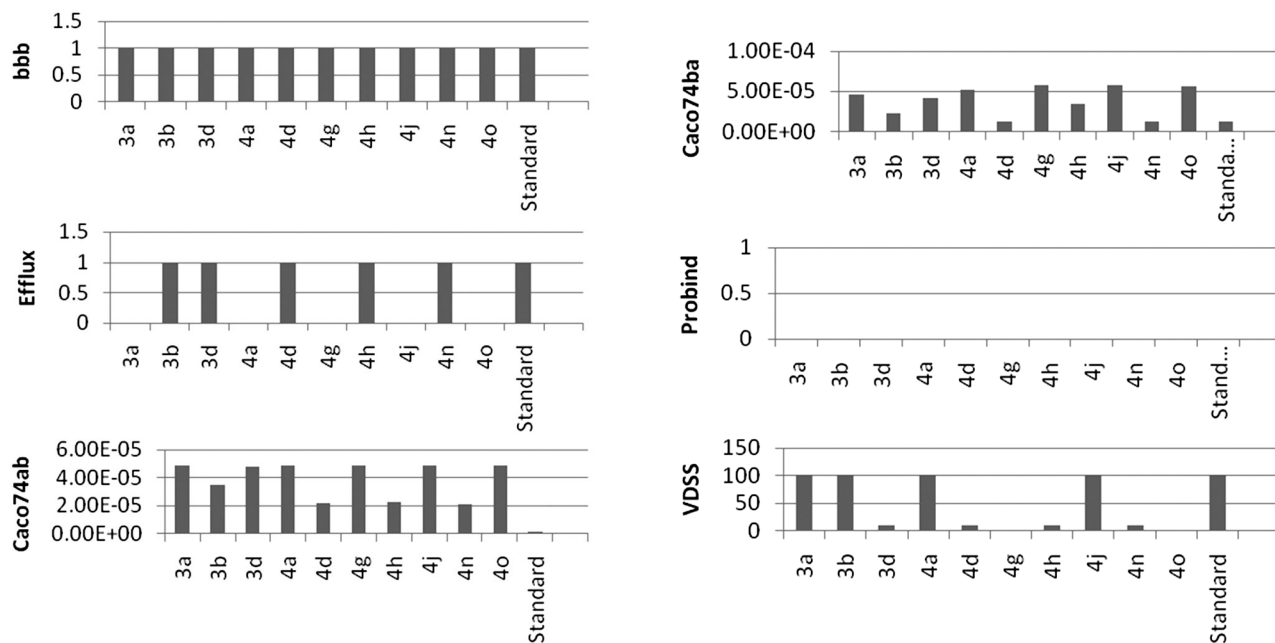 bbb
1.5
1
0.5
0
3a 3b 3d 4a 4d 4g 4h 4j 4n 4o Standard
Efflux
1.5
1
0.5
0
3a 3b 3d 4a 4d 4g 4h 4j 4n 4o Standard
Caco74ab
6.00E-05
4.00E-05
2.00E-05
0.00E+00
3a 3b 3d 4a 4d 4g 4h 4j 4n 4o Standard
Caco74ba
1.00E-04
5.00E-05
0.00E+00
3a 3b 3d 4a 4d 4g 4h 4j 4n 4o Standa...
Probind
1
0.5
0
3a 3b 3d 4a 4d 4g 4h 4j 4n 4o Stand...
VDSS
150
100
50
0
3a 3b 3d 4a 4d 4g 4h 4j 4n 4o Standard